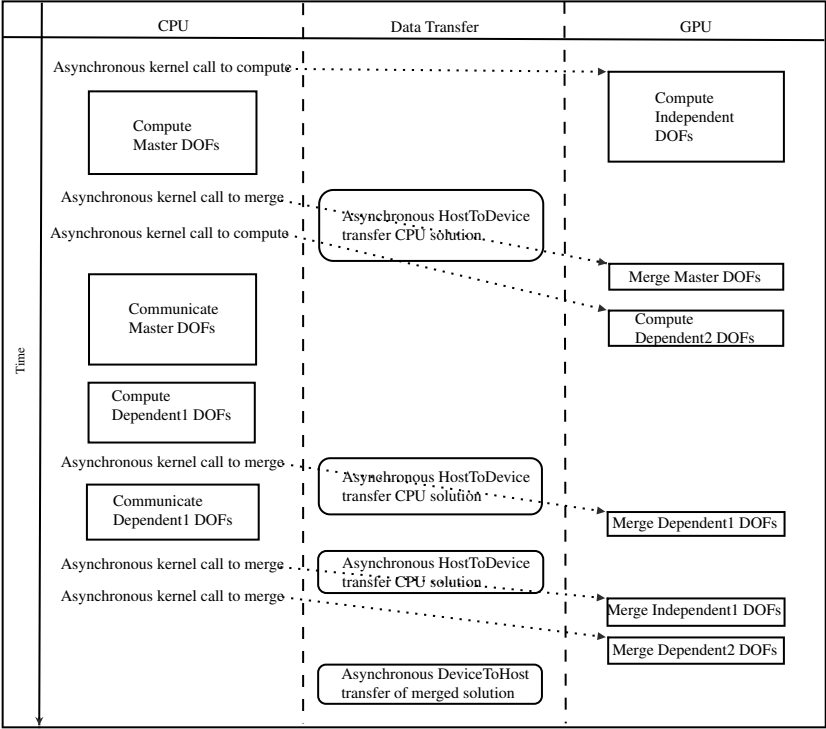 CPU
Data Transfer
GPU
Time
Asynchronous kernel call to compute
Compute
Independent
DOFs
Compute
Master DOFs
Asynchronous kernel call to merge
Asynchronous HostToDevice
transfer CPU solution
Asynchronous kernel call to compute
Merge Master DOFs
Communicate
Master DOFs
Compute
Dependent2 DOFs
Compute
Dependent1 DOFs
Asynchronous kernel call to merge
Asynchronous HostToDevice
transfer CPU solution
Communicate
Dependent1 DOFs
Merge Dependent1 DOFs
Asynchronous kernel call to merge
Asynchronous HostToDevice
transfer CPU solution
Asynchronous kernel call to merge
Merge Independent1 DOFs
Merge Dependent2 DOFs
Asynchronous DeviceToHost
transfer of merged solution